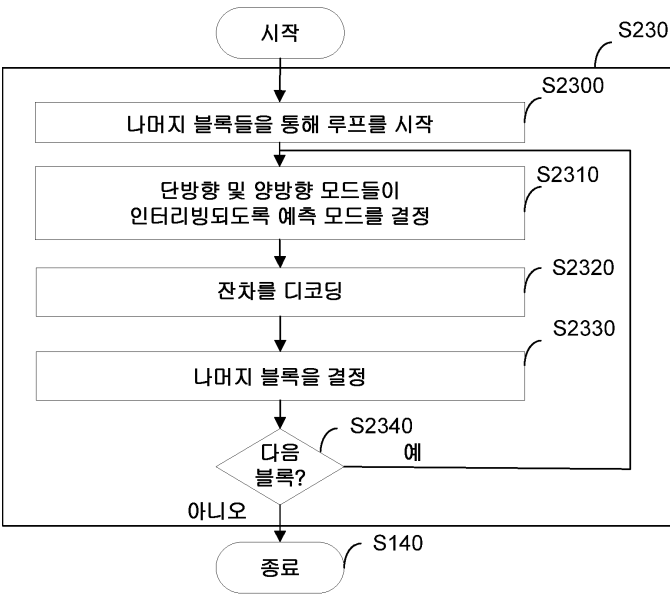 시작
S230
S2300
나머지 블록들을 통해 루프를 시작
S2310
단방향 및 양방향 모드들이
인터리빙되도록 예측 모드를 결정
S2320
잔차를 디코딩
S2330
나머지 블록을 결정
S2340
다음
블록?
예
아니오
S140
종료